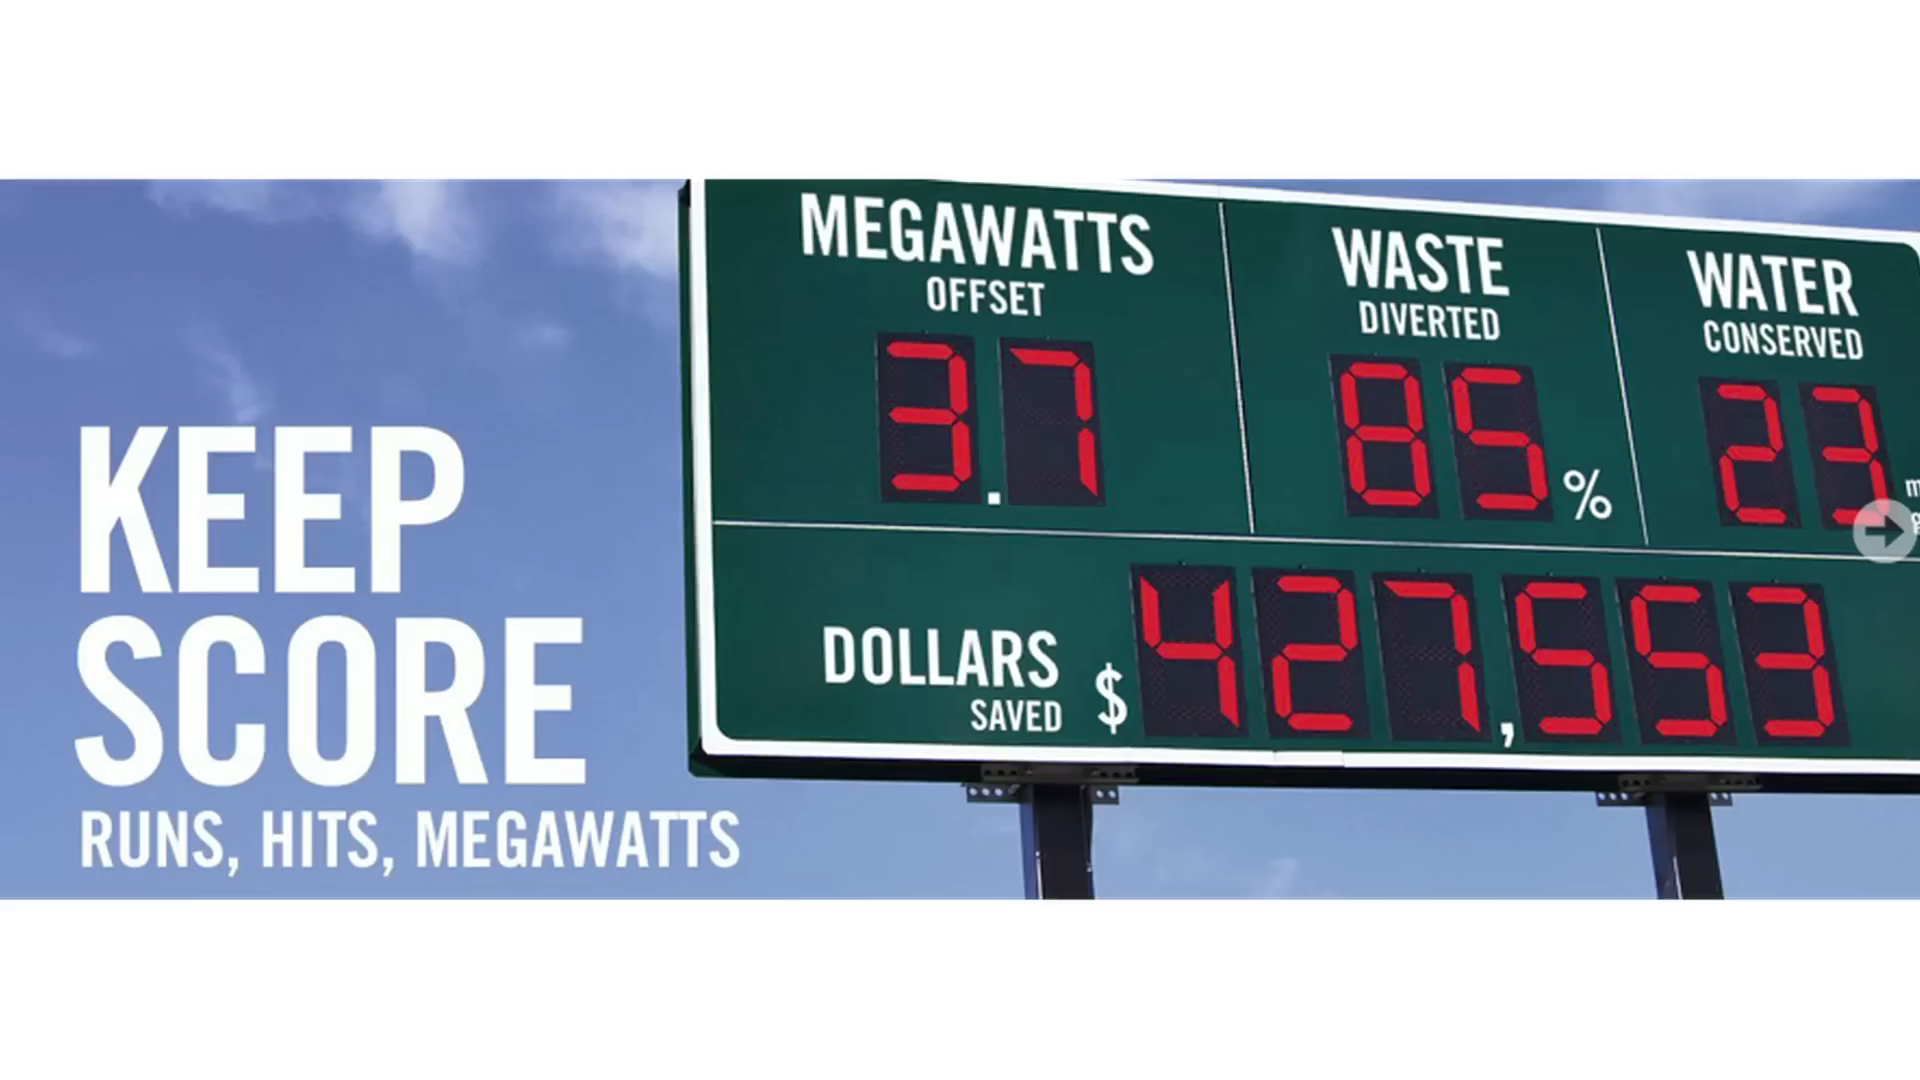 KEEP
SCORE
RUNS, HITS, MEGAWATTS
MEGAWATTS
OFFSET
3.7
WASTE
DIVERTED
85%
WATER
CONSERVED
23
DOLLARS
SAVED
$427,553